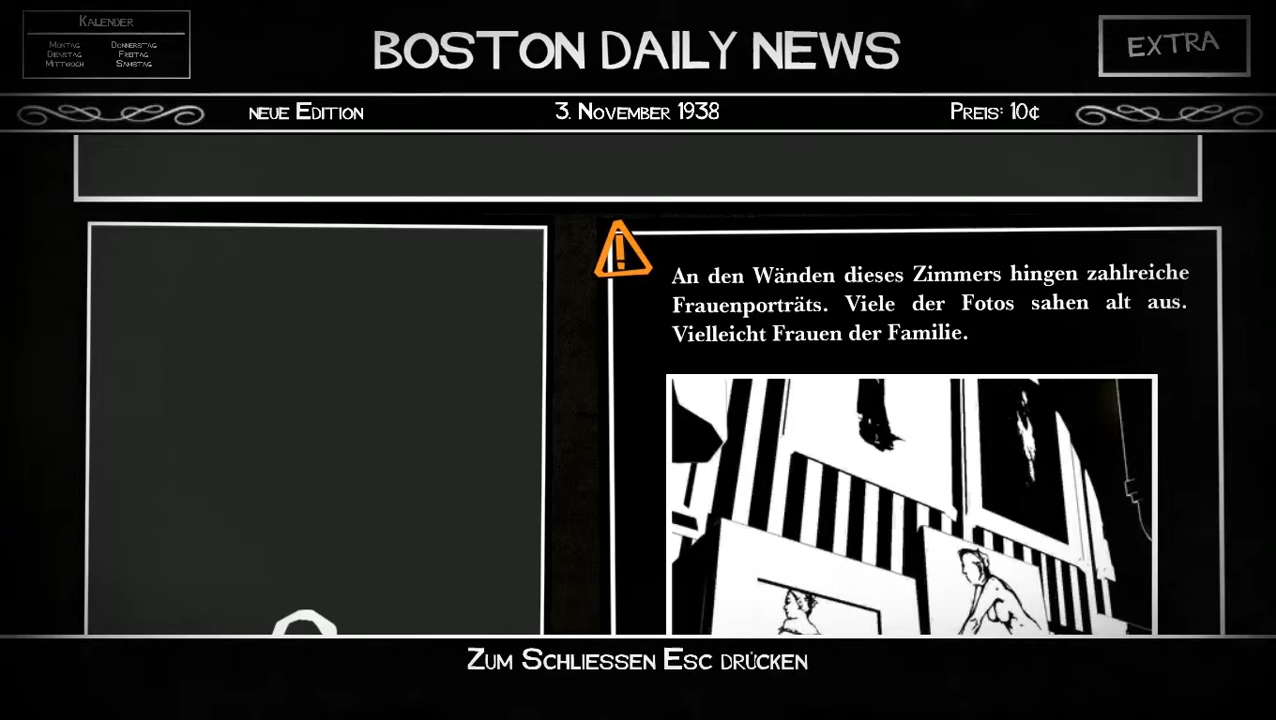 KALENDER
MONTAG DONNERSTAG
DIENSTAG FREITAG
MITTWOCH SAMSTAG
BOSTON DAILY NEWS
EXTRA
NEUE EDITION 3. NOVEMBER 1938 PREIS: 10¢
An den Wänden dieses Zimmers hingen zahlreiche
Frauenporträts. Viele der Fotos sahen alt aus.
Vielleicht Frauen der Familie.
ZUM SCHLIESSEN ESC DRÜCKEN